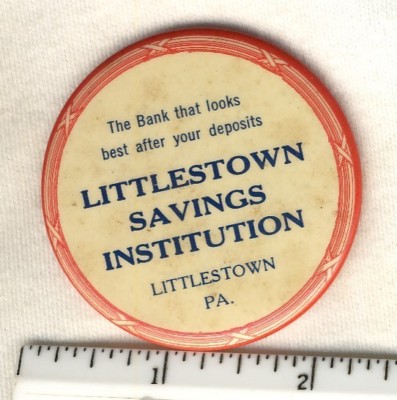 The Bank that looks
best after your deposits
LITTLESTOWN
SAVINGS
INSTITUTION
LITTLESTOWN
PA.
1 2